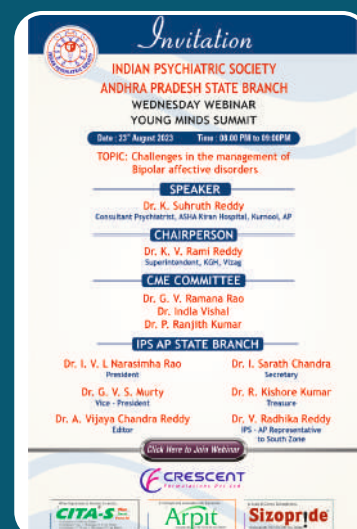 Invitation
INDIAN PSYCHIATRIC SOCIETY
ANDHRA PRADESH STATE BRANCH
WEDNESDAY WEBINAR
YOUNG MINDS SUMMIT
Date : 23rd August 2023 Time : 08:00 PM to 09:00PM
TOPIC: Challenges in the management of
Bipolar affective disorders
SPEAKER
Dr. K. Suhruth Reddy
Consultant Psychiatrist, ASHA Kiran Hospital, Kurnool, AP
CHAIRPERSON
Dr. K. V. Rami Reddy
Superintendent, KGH, Vizag
CME COMMITTEE
Dr. G. V. Ramana Rao
Dr. Indla Vishal
Dr. P. Ranjith Kumar
IPS AP STATE BRANCH
Dr. I. V. L Narasimha Rao
President
Dr. I. Sarath Chandra
Secretary
Dr. G. V. S. Murty
Vice - President
Dr. R. Kishore Kumar
Treasure
Dr. A. Vijaya Chandra Reddy
Editor
Dr. V. Radhika Reddy
IPS - AP Representative
to South Zone
Click Here to Join Webinar
CRESCENT
Formulations Pvt Ltd
CITA'S
Arpit
Sizopride